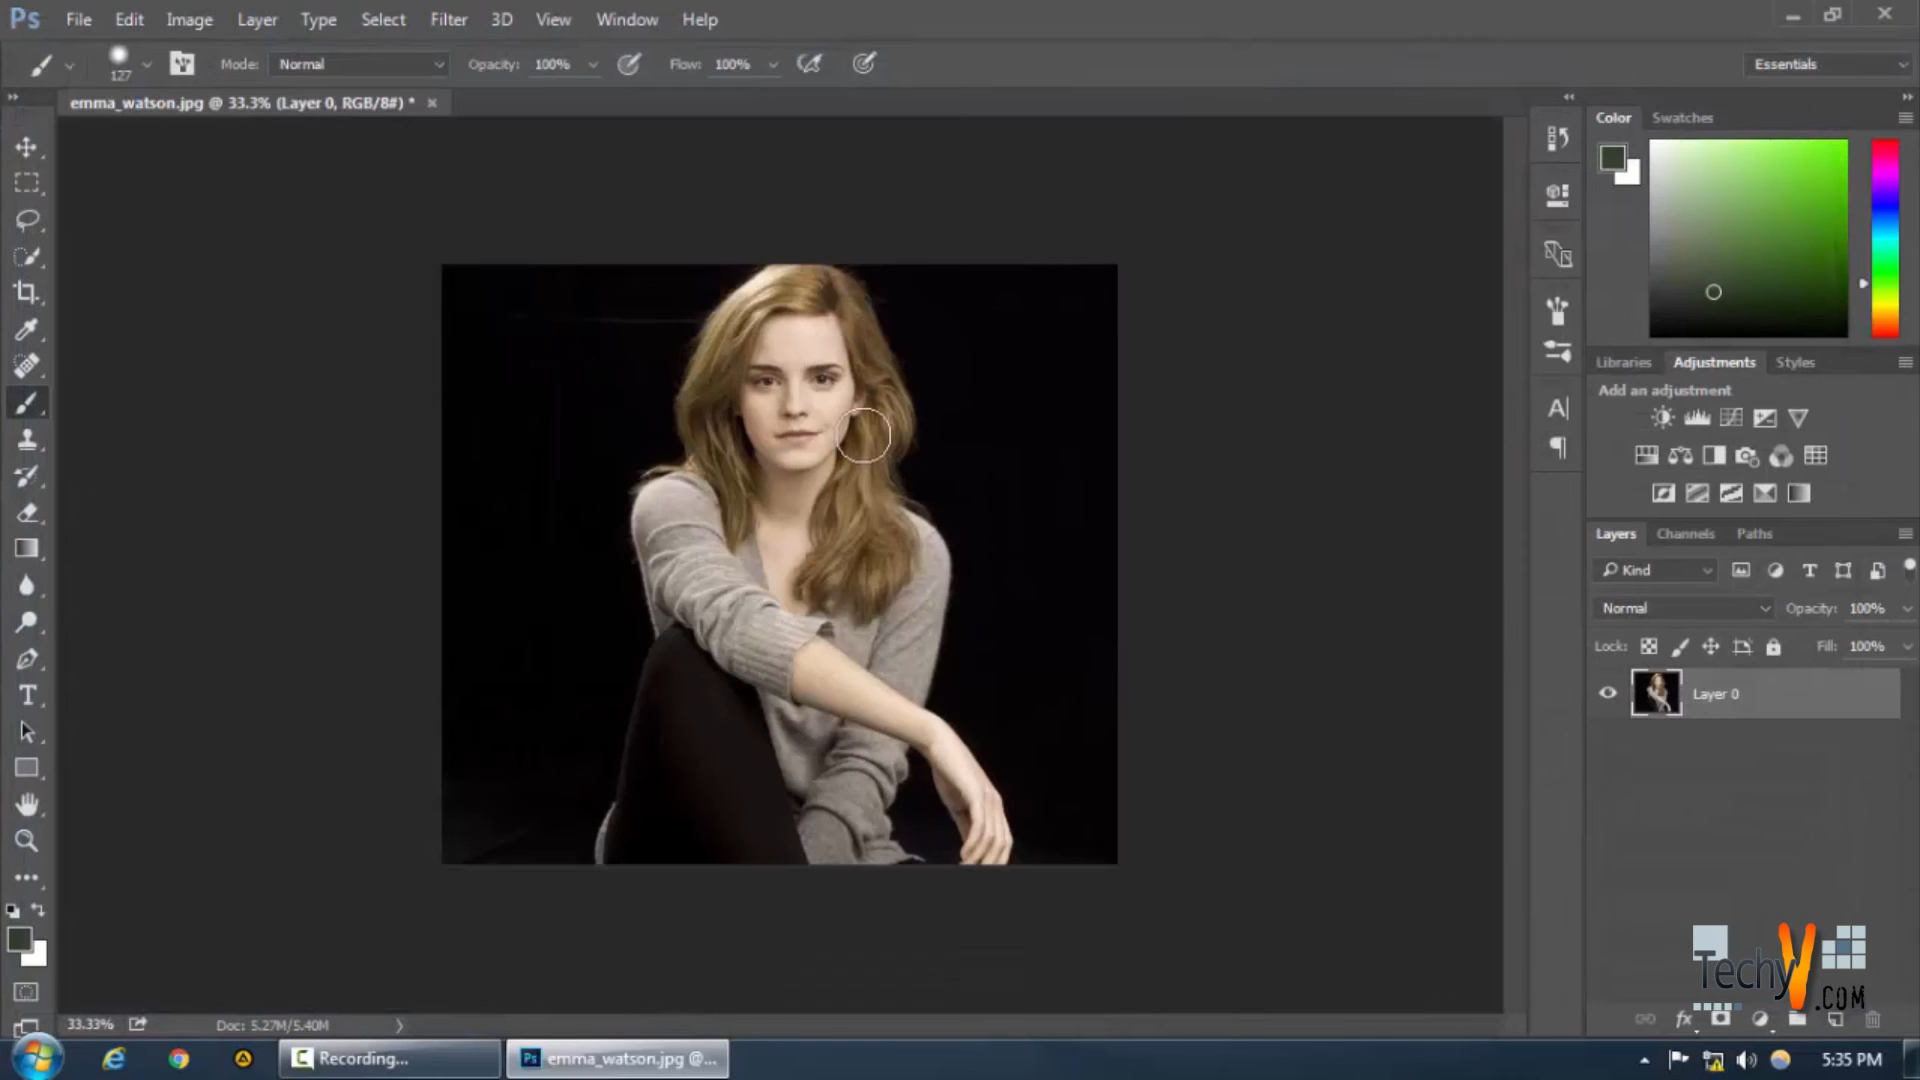 Ps File Edit Image Layer Type Select Filter 3D View Window Help
127 Mode: Normal Opacity: 100% Flow: 100% Essentials
emma_watson.jpg @ 33.3% (Layer 0, RGB/8#) *
Color Swatches
Libraries Adjustments Styles
Add an adjustment
Layers Channels Paths
Kind
Normal Opacity: 100%
Lock: Fill: 100%
Layer 0
TechyV.COM
33.33% Doc: 5.27M/5.40M
fx
Recording... Ps emma_watson.jpg @... 5:35 PM